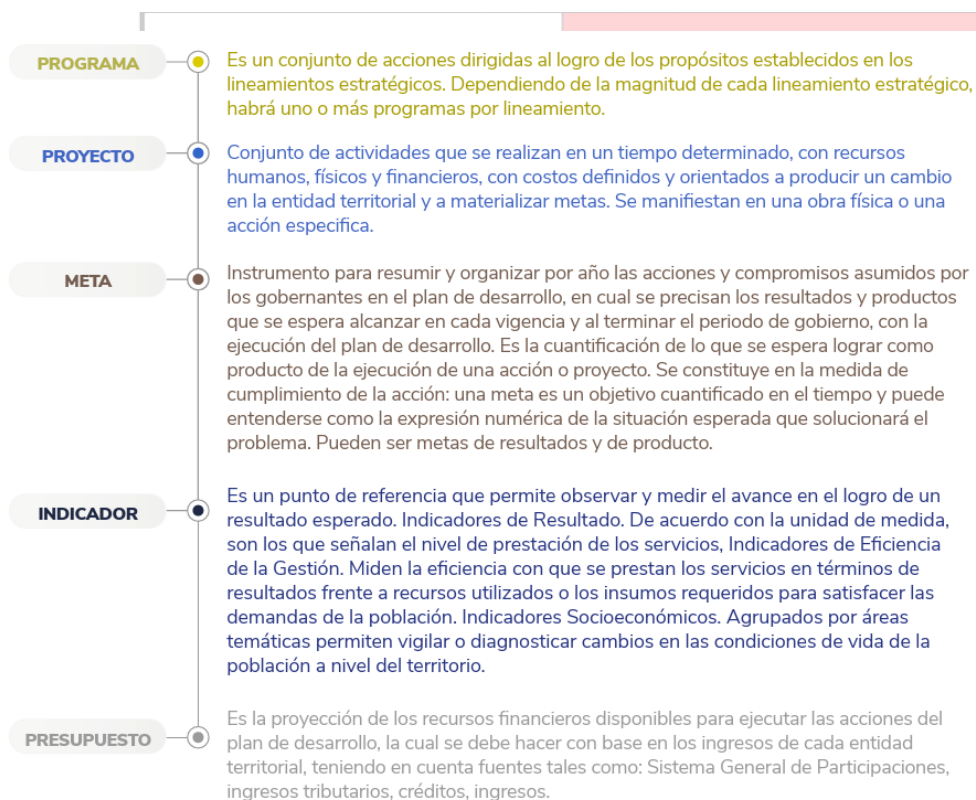 PROGRAMA
Es un conjunto de acciones dirigidas al logro de los propósitos establecidos en los
lineamientos estratégicos. Dependiendo de la magnitud de cada lineamiento estratégico,
habrá uno o más programas por lineamiento.
PROYECTO
Conjunto de actividades que se realizan en un tiempo determinado, con recursos
humanos, físicos y financieros, con costos definidos y orientados a producir un cambio
en la entidad territorial y a materializar metas. Se manifiestan en una obra física o una
acción especifica.
META
Instrumento para resumir y organizar por año las acciones y compromisos asumidos por
los gobernantes en el plan de desarrollo, en cual se precisan los resultados y productos
que se espera alcanzar en cada vigencia y al terminar el periodo de gobierno, con la
ejecución del plan de desarrollo. Es la cuantificación de lo que se espera lograr como
producto de la ejecución de una acción o proyecto. Se constituye en la medida de
cumplimiento de la acción: una meta es un objetivo cuantificado en el tiempo y puede
entenderse como la expresión numérica de la situación esperada que solucionará el
problema. Pueden ser metas de resultados y de producto.
INDICADOR
Es un punto de referencia que permite observar y medir el avance en el logro de un
resultado esperado. Indicadores de Resultado. De acuerdo con la unidad de medida,
son los que señalan el nivel de prestación de los servicios, Indicadores de Eficiencia
de la Gestión. Miden la eficiencia con que se prestan los servicios en términos de
resultados frente a recursos utilizados o los insumos requeridos para satisfacer las
demandas de la población. Indicadores Socioeconómicos. Agrupados por áreas
temáticas permiten vigilar o diagnosticar cambios en las condiciones de vida de la
población a nivel del territorio.
PRESUPUESTO
Es la proyección de los recursos financieros disponibles para ejecutar las acciones del
plan de desarrollo, la cual se debe hacer con base en los ingresos de cada entidad
territorial, teniendo en cuenta fuentes tales como: Sistema General de Participaciones,
ingresos tributarios, créditos, ingresos.